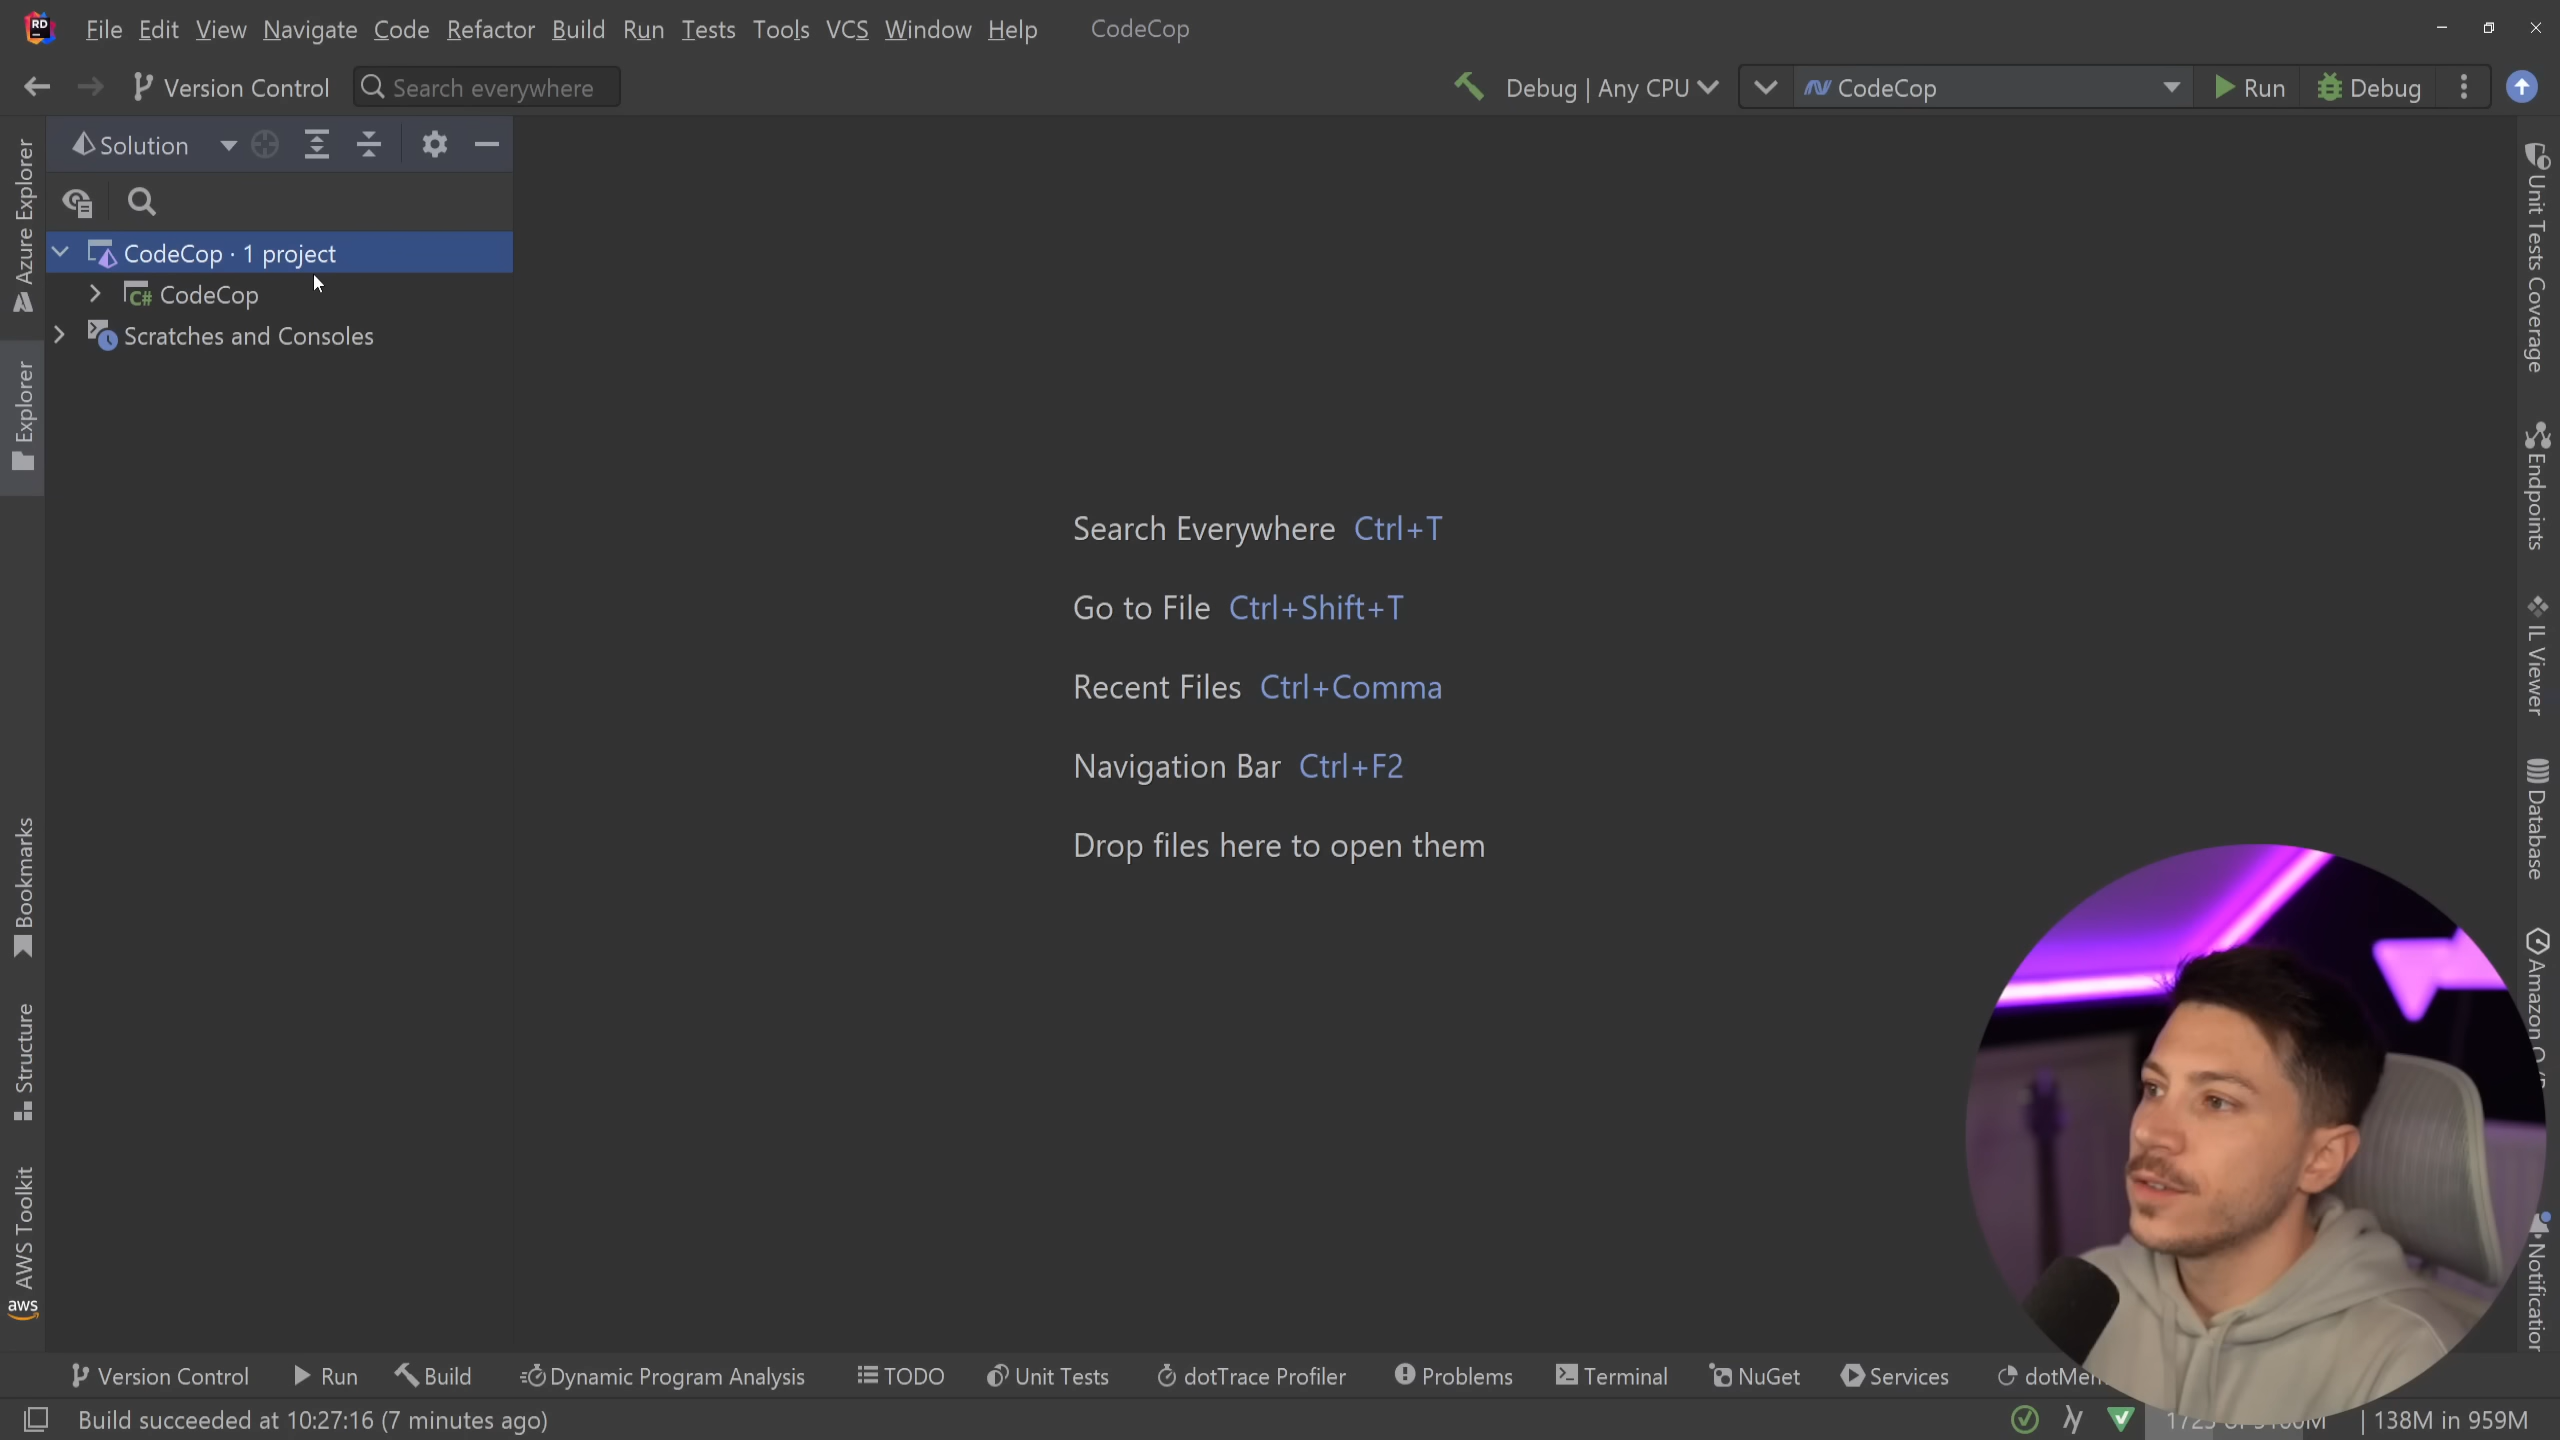 RD
File Edit View Navigate Code Refactor Build Run Tests Tools VCS Window Help CodeCop
Version Control Search everywhere Debug | Any CPU CodeCop Run Debug
Solution
CodeCop · 1 project
C# CodeCop
Scratches and Consoles
Azure Explorer
Explorer
Bookmarks
Structure
AWS Toolkit
aws
Search Everywhere Ctrl+T
Go to File Ctrl+Shift+T
Recent Files Ctrl+Comma
Navigation Bar Ctrl+F2
Drop files here to open them
Unit Tests Coverage
Endpoints
IL Viewer
Database
Amazon Q
Notification
Version Control Run Build Dynamic Program Analysis TODO Unit Tests dotTrace Profiler Problems Terminal NuGet Services
Build succeeded at 10:27:16 (7 minutes ago) | 138M in 959M